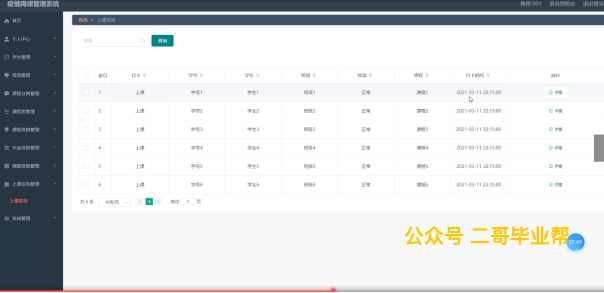 疫情网课管理系统
教师 001 退出到前台 退出登录
首页
首页 > 上课签到
个人中心
学号 查询
学生管理
班级管理
索引 打卡 学号 学生 班级 体温 课程 打卡时间 操作
课程分类管理
1 上课 学号1 学生1 班级1 正常 课程1 2021-03-11 22:15:00 详情
课程表管理
2 上课 学号2 学生2 班级2 正常 课程2 2021-03-11 22:15:00 详情
课程信息管理
3 上课 学号3 学生3 班级3 正常 课程3 2021-03-11 22:15:00 详情
作业信息管理
4 上课 学号4 学生4 班级4 正常 课程4 2021-03-11 22:15:00 详情
5 上课 学号5 学生5 班级5 正常 课程5 2021-03-11 22:15:00 详情
上课签到管理
6 上课 学号6 学生6 班级6 正常 课程6 2021-03-11 22:15:00 详情
上课签到
共 6 条 10条/页 1 前往 1 页
系统管理
公众号 二哥毕业帮
07:49